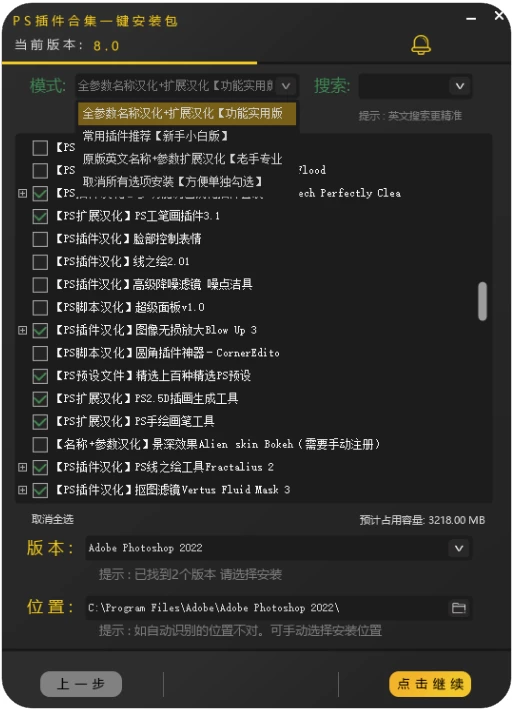 PS插件合集一键安装包
当前版本: 8.0
模式: 全参数名称汉化+扩展汉化【功能实用版
搜索:
提示：英文搜索更精准
全参数名称汉化+扩展汉化【功能实用版
常用插件推荐【新手小白版】
原版英文名称+参数扩展汉化【老手专业
取消所有选项安装【方便单独勾选】
【PS
【PS
lood
ech Perfectly Clea
【PS扩展汉化】PS工笔画插件3.1
【PS插件汉化】脸部控制表情
【PS插件汉化】线之绘2.01
【PS插件汉化】高级降噪滤镜 噪点洁具
【PS脚本汉化】超级面板v1.0
【PS插件汉化】图像无损放大Blow Up 3
【PS脚本汉化】圆角插件神器－CornerEdito
【PS预设文件】精选上百种精选PS预设
【PS扩展汉化】PS2.5D插画生成工具
【PS扩展汉化】PS手绘画笔工具
【名称+参数汉化】景深效果Alien skin Bokeh（需要手动注册）
【PS插件汉化】PS线之绘工具Fractalius 2
【PS插件汉化】抠图滤镜Vertus Fluid Mask 3
取消全选
预计占用容量: 3218.00 MB
版本: Adobe Photoshop 2022
提示：已找到2个版本 请选择安装
位置: C:\Program Files\Adobe\Adobe Photoshop 2022\
提示：如自动识别的位置不对。可手动选择安装位置
上一步
点击继续